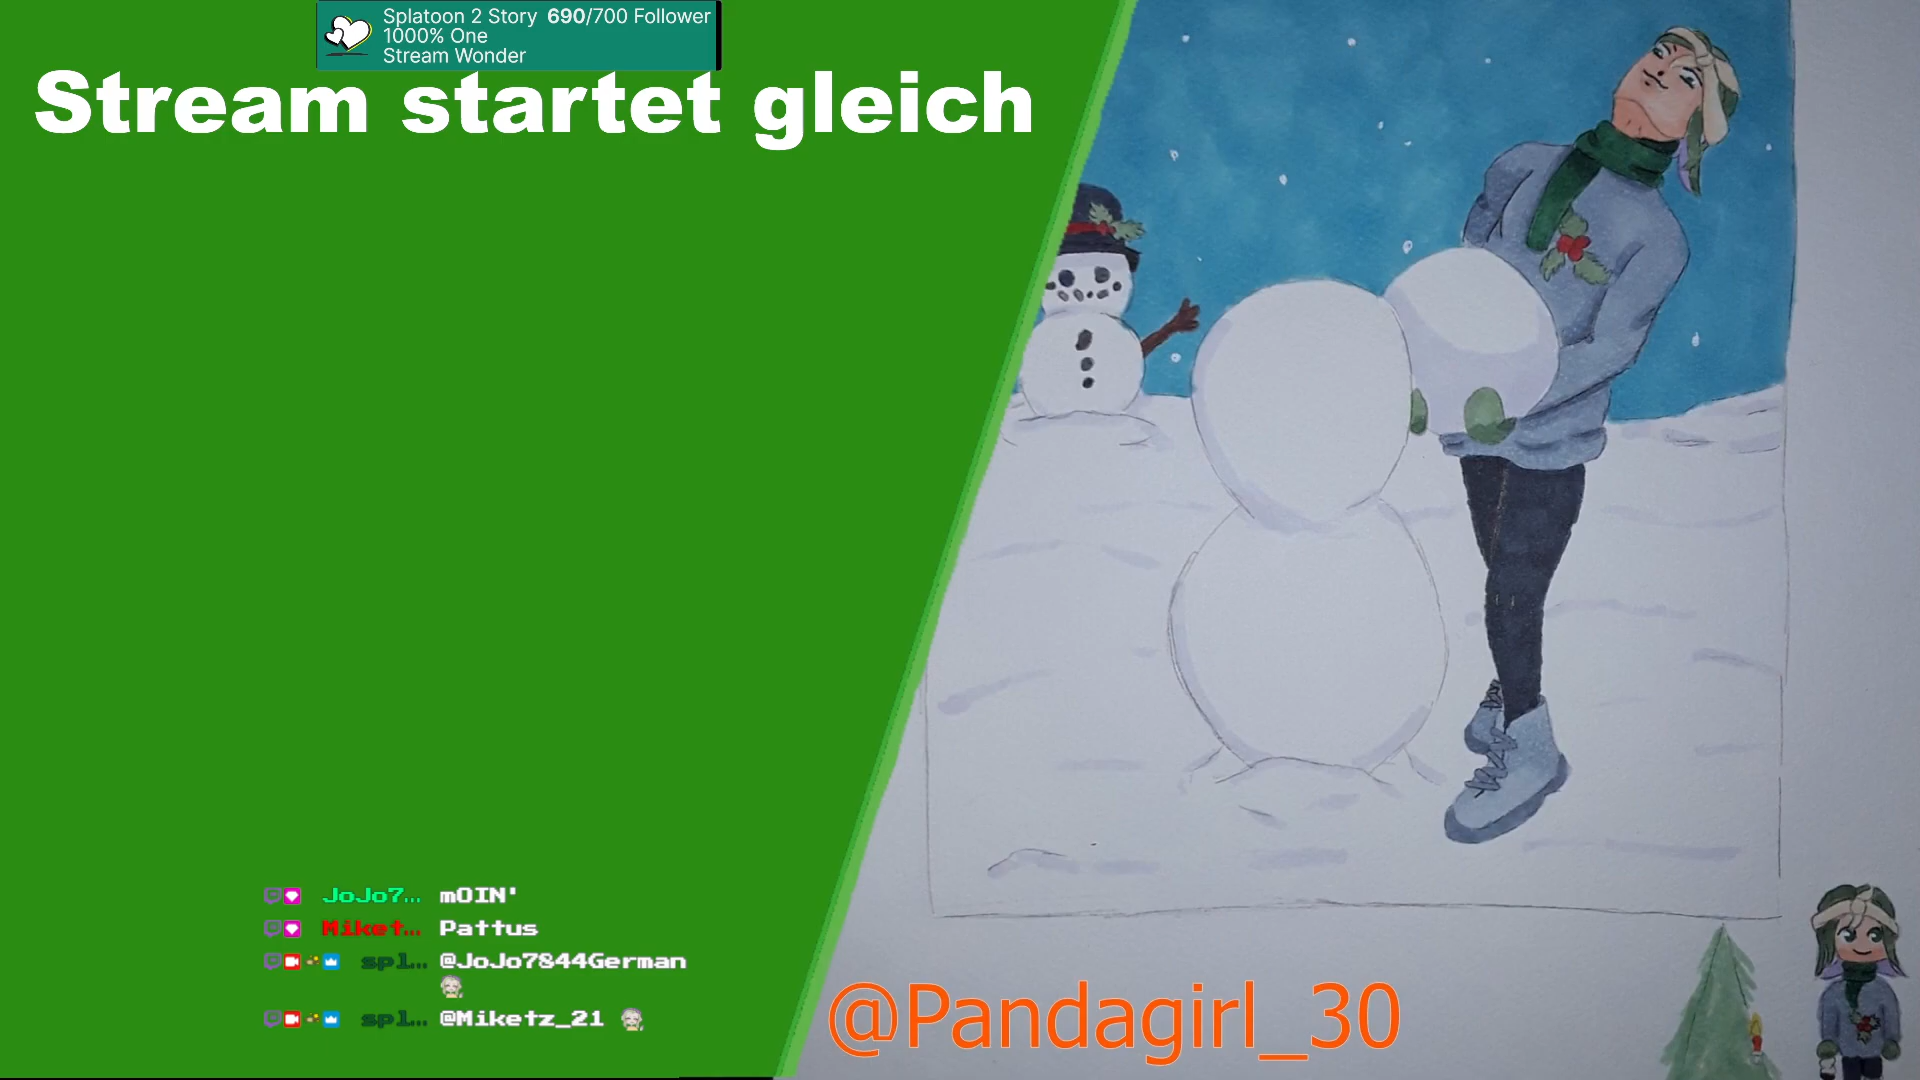 Splatoon 2 Story 690/700 Follower
1000% One
Stream Wonder
Stream startet gleich
JoJo7... mOIN'
Miket... Pattus
spl... @JoJo7844German
spl... @Miketz_21
@Pandagirl_30